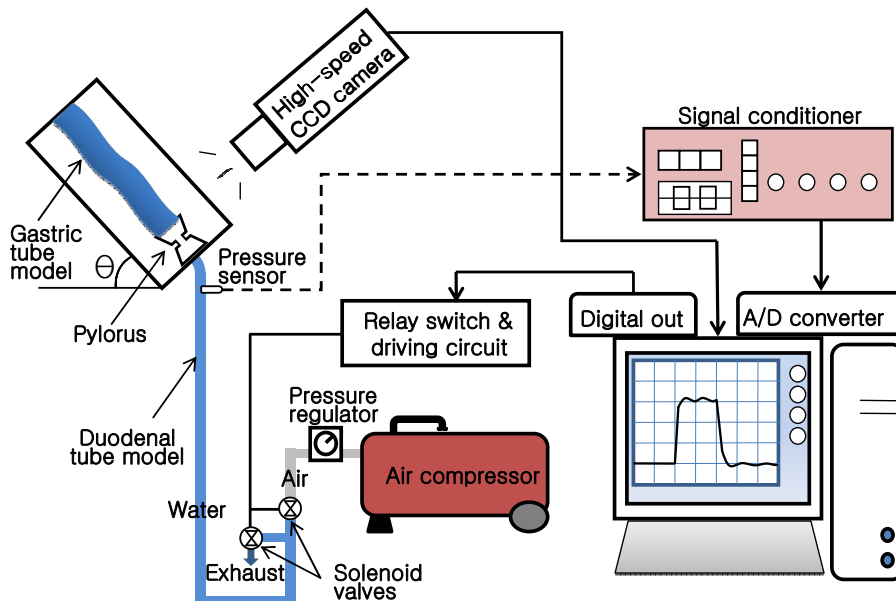 High-speed
CCD camera
Signal conditioner
Gastric
tube
model
θ
Pressure
sensor
Pylorus
Relay switch &
driving circuit
Digital out
A/D converter
Pressure
regulator
Duodenal
tube model
Air
Air compressor
Water
Exhaust
Solenoid
valves